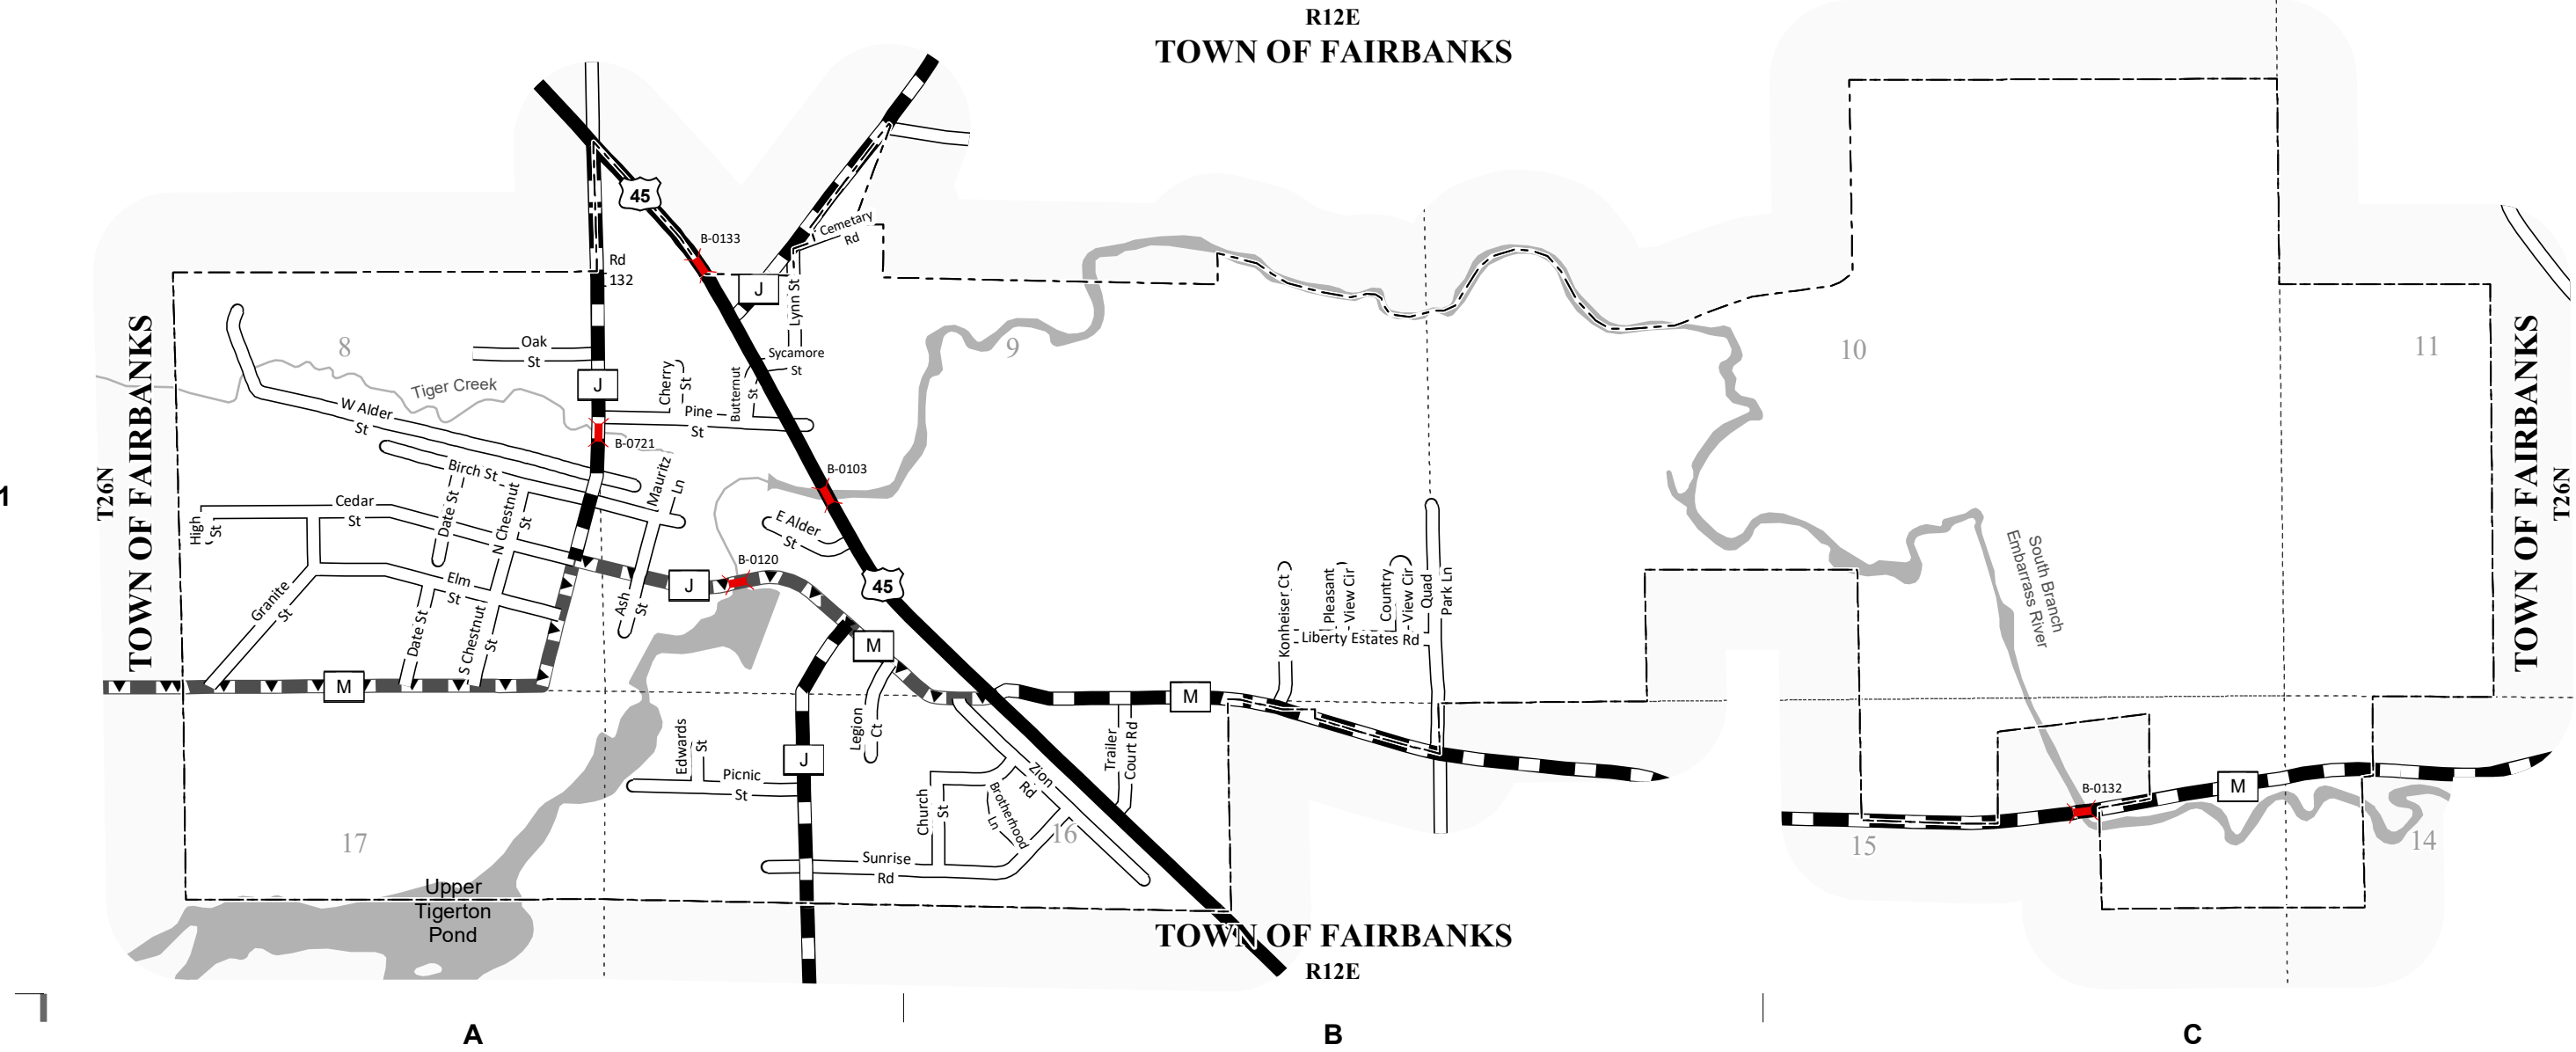 R12E
TOWN OF FAIRBANKS
45
Cemetary
Rd
B-0133
Rd
132
J
Lynn St
8
9
10
11
Oak
St
Sycamore
St
Tiger Creek
J
Cherry
St
Butternut
St
W Alder
St
Pine
St
B-0721
TOWN OF FAIRBANKS
T26N
TOWN OF FAIRBANKS
T26N
1
Birch St
Mauritz
Ln
B-0103
Cedar
St
High
St
Date St
N Chestnut
St
E Alder
St
South Branch
Embarrass River
B-0120
J
45
Elm
St
Granite
St
Ash
St
Konheiser Ct
Pleasant
View Cir
Country
View Cir
Quad
Park Ln
Date St
S Chestnut
St
Liberty Estates Rd
M
M
M
Legion
Ct
Edwards
St
Trailer
Court Rd
J
Picnic
St
Zion
Rd
Church
St
Brotherhood
Ln
B-0132
M
17
16
15
14
Sunrise
Rd
Upper
Tigerton
Pond
TOWN OF FAIRBANKS
R12E
A
B
C